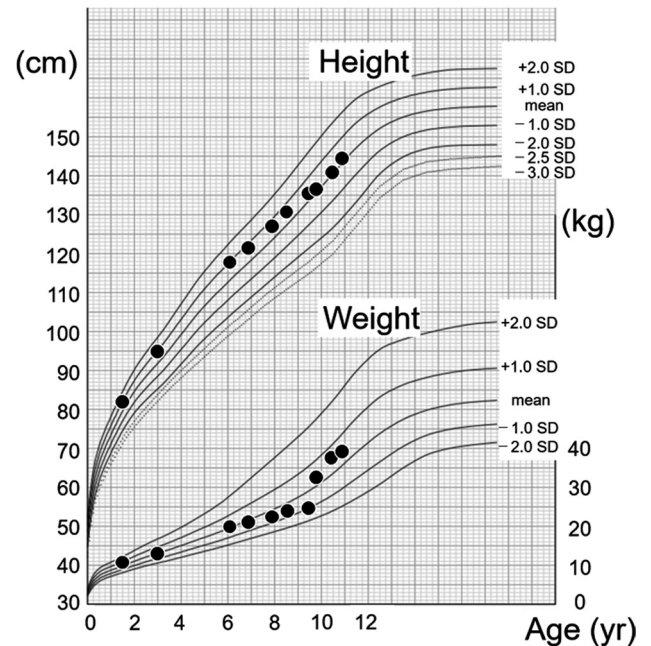 (cm)
Height
+2.0 SD
+1.0 SD
mean
−1.0 SD
−2.0 SD
−2.5 SD
−3.0 SD
150
140
130
120
110
100
90
80
70
60
50
40
30
(kg)
Weight
+2.0 SD
+1.0 SD
mean
−1.0 SD
−2.0 SD
40
30
20
10
0
0 2 4 6 8 10 12
Age (yr)